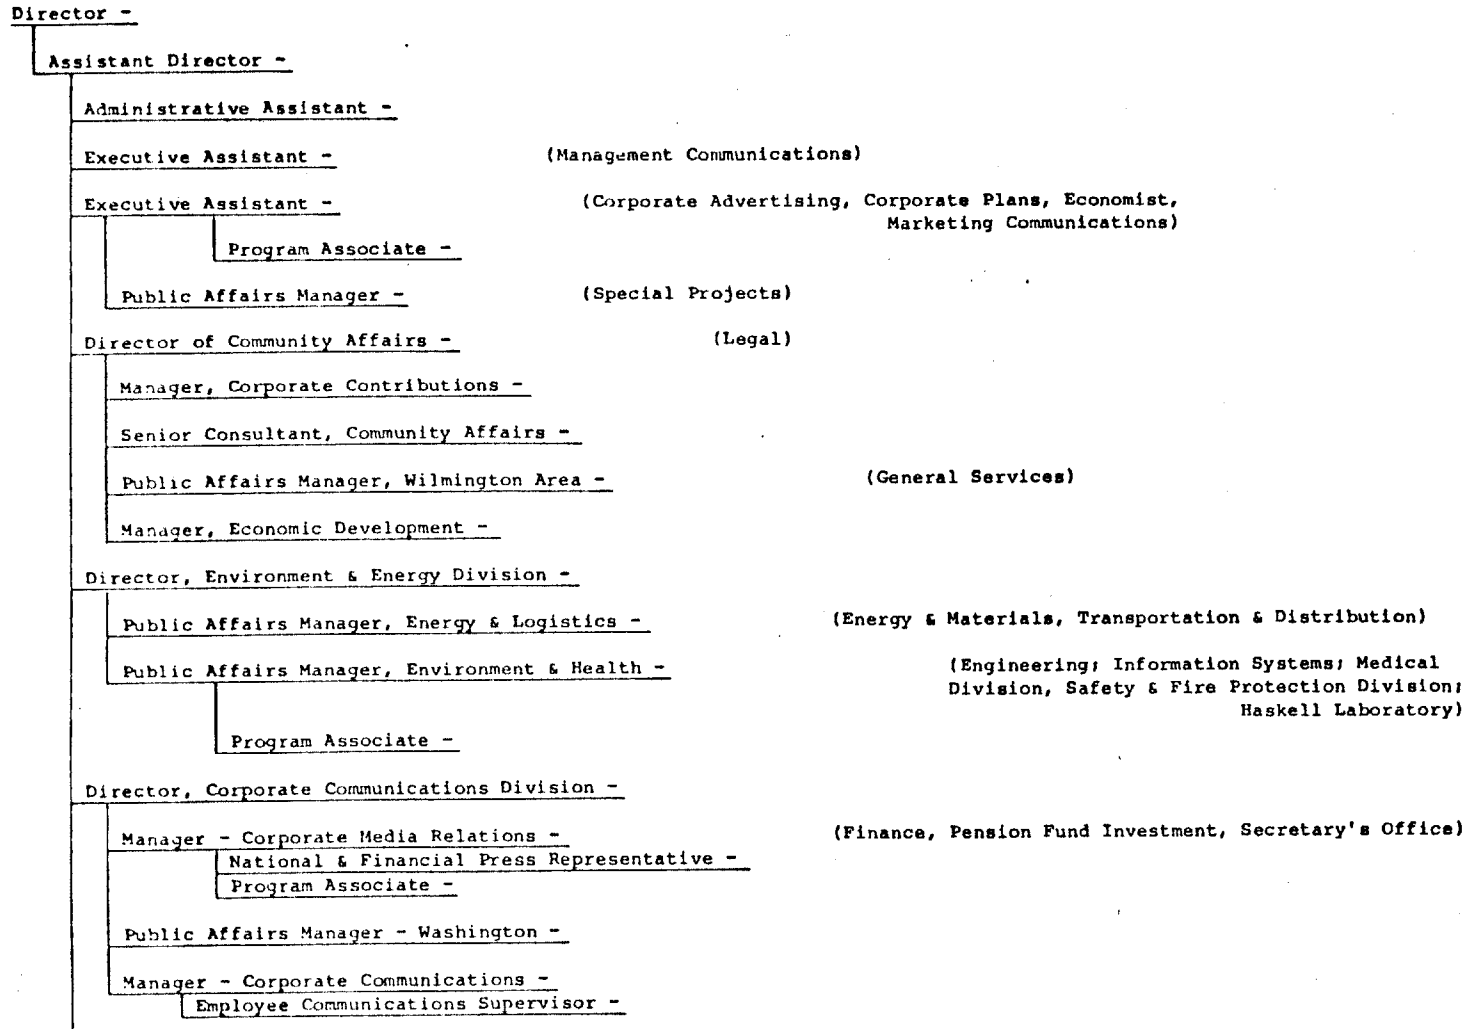 Director -
Assistant Director -
Administrative Assistant -
Executive Assistant - (Management Communications)
Executive Assistant - (Corporate Advertising, Corporate Plans, Economist,
Marketing Communications)
Program Associate -
Public Affairs Manager - (Special Projects)
Director of Community Affairs - (Legal)
Manager, Corporate Contributions -
Senior Consultant, Community Affairs -
Public Affairs Manager, Wilmington Area - (General Services)
Manager, Economic Development -
Director, Environment & Energy Division -
Public Affairs Manager, Energy & Logistics - (Energy & Materials, Transportation & Distribution)
Public Affairs Manager, Environment & Health - (Engineering; Information Systems; Medical
Division, Safety & Fire Protection Division;
Haskell Laboratory)
Program Associate -
Director, Corporate Communications Division -
Manager - Corporate Media Relations - (Finance, Pension Fund Investment, Secretary's Office)
National & Financial Press Representative -
Program Associate -
Public Affairs Manager - Washington -
Manager - Corporate Communications -
Employee Communications Supervisor -